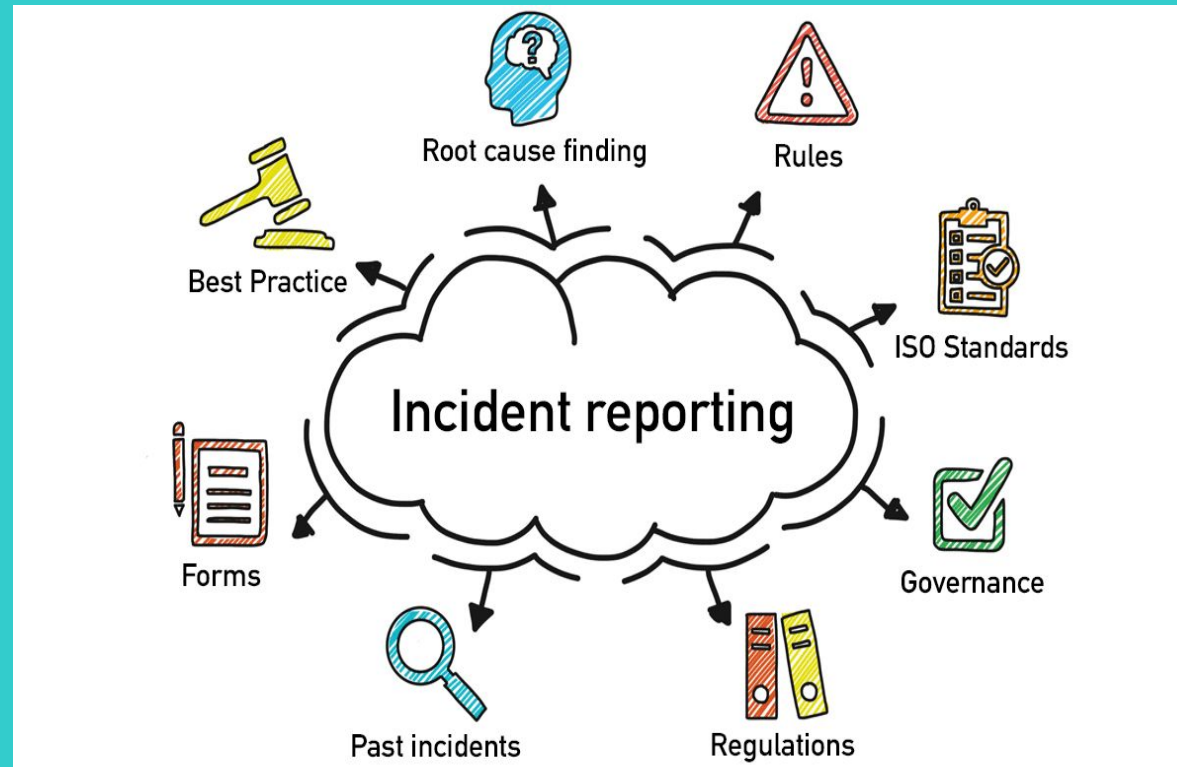 Root cause finding
Rules
Best Practice
ISO Standards
Incident reporting
Forms
Governance
Past incidents
Regulations